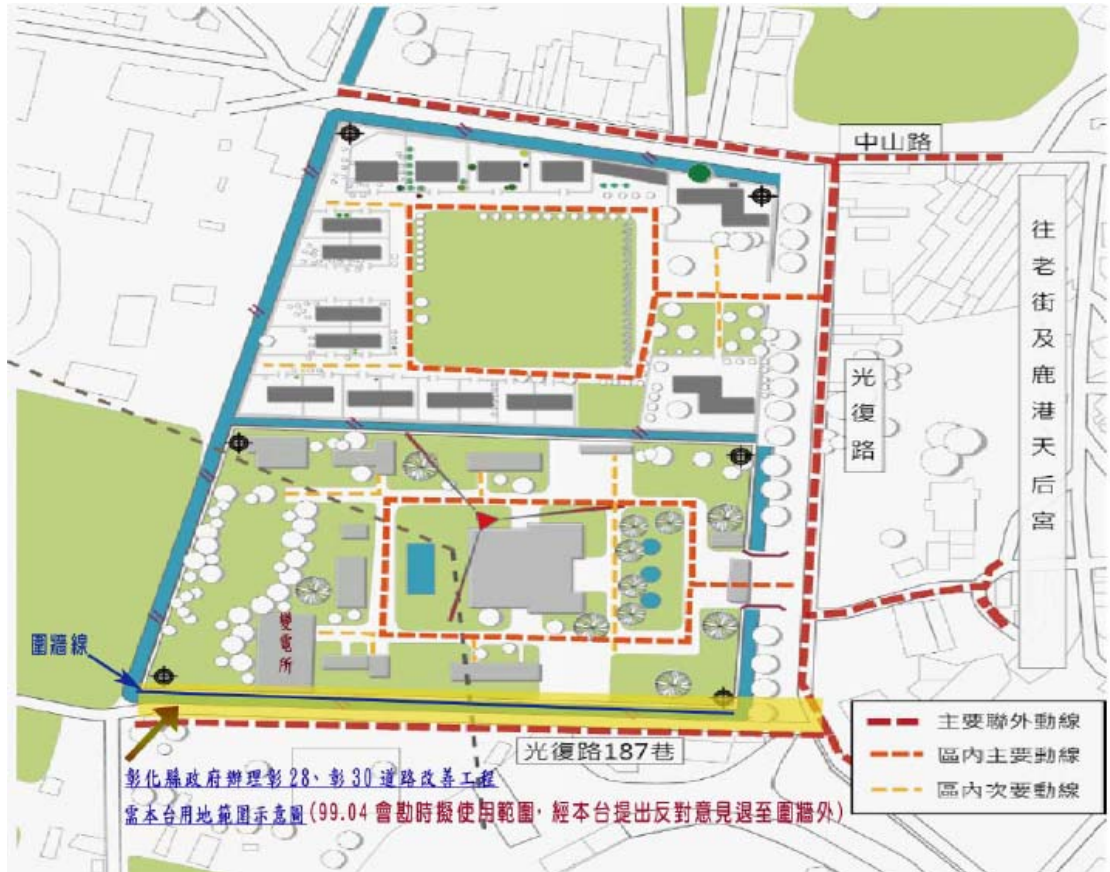 中山路
往老街及鹿港天后宮
光復路
變電所
圍牆線
光復路187巷
彰化縣政府辦理彰28、彰30道路改善工程
需本台用地範圍示意圖(99.04會勘時擬使用範圍，經本台提出反對意見退至圍牆外)
主要聯外動線
區內主要動線
區內次要動線